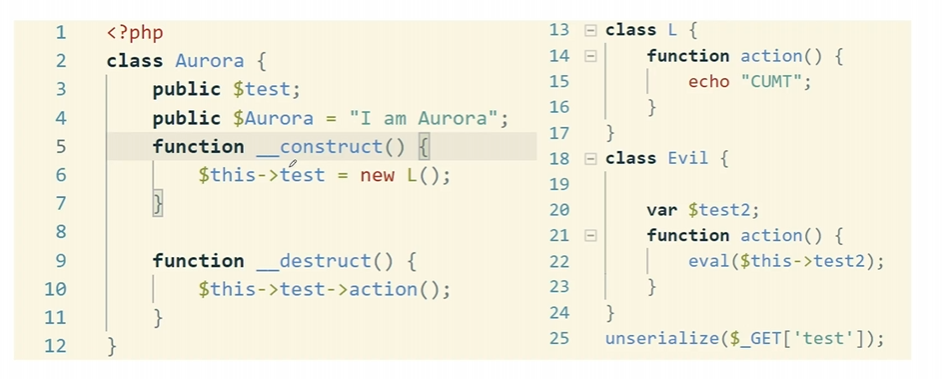 1 <?php
2 class Aurora {
3 public $test;
4 public $Aurora = "I am Aurora";
5 function __construct() {
6 $this->test = new L();
7 }
8
9 function __destruct() {
10 $this->test->action();
11 }
12 }
13 class L {
14 function action() {
15 echo "CUMT";
16 }
17 }
18 class Evil {
19
20 var $test2;
21 function action() {
22 eval($this->test2);
23 }
24 }
25 unserialize($_GET['test']);